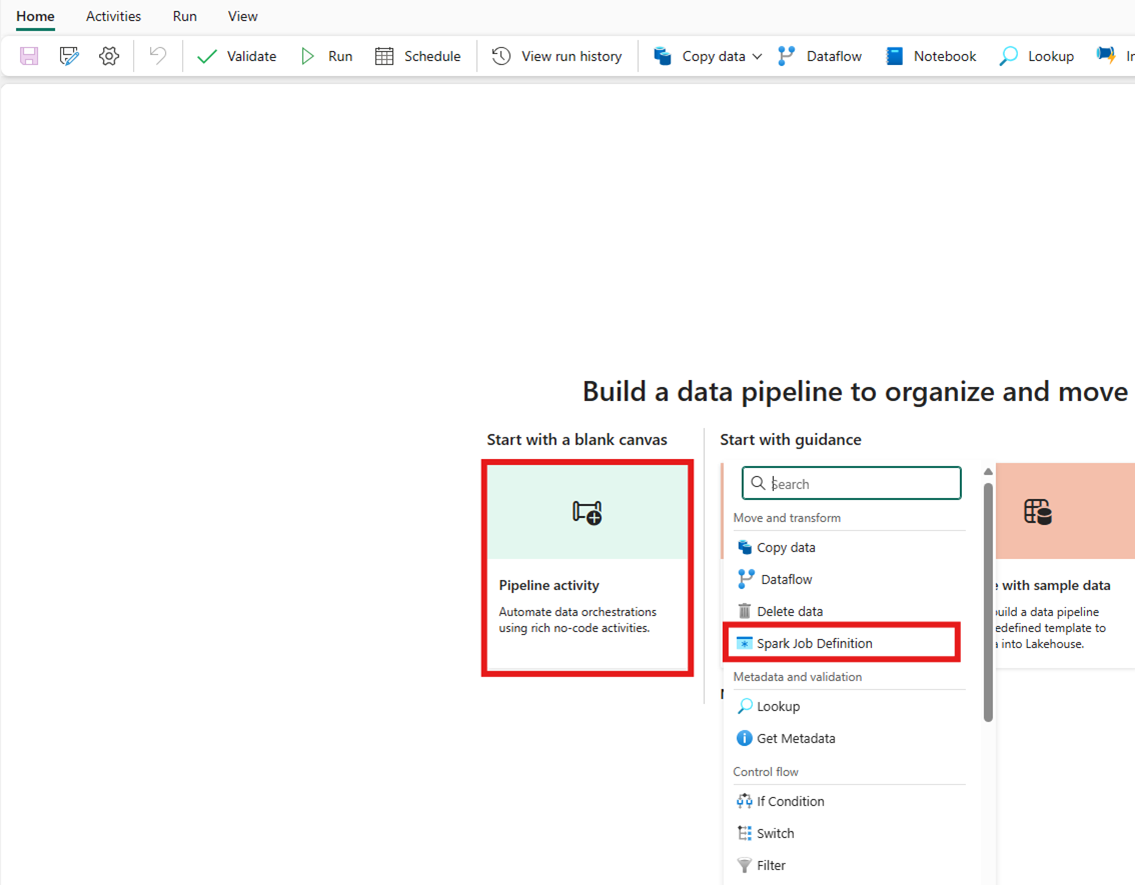 Home Activities Run View
Validate Run Schedule View run history Copy data Dataflow Notebook Lookup
Build a data pipeline to organize and move
Start with a blank canvas
Start with guidance
Pipeline activity
Automate data orchestrations
using rich no-code activities.
Search
Move and transform
Copy data
Dataflow
Delete data
Spark Job Definition
Metadata and validation
Lookup
Get Metadata
Control flow
If Condition
Switch
Filter
with sample data
build a data pipeline
template to
into Lakehouse.